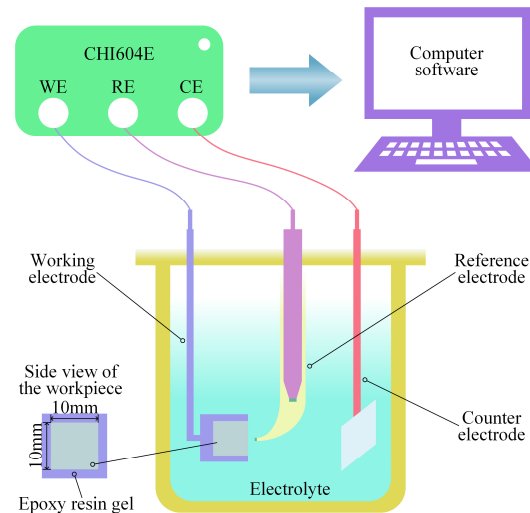 CHI604E
WE RE CE
Computer
software
Working
electrode
Reference
electrode
Side view of
the workpiece
10mm
10mm
Counter
electrode
Epoxy resin gel
Electrolyte